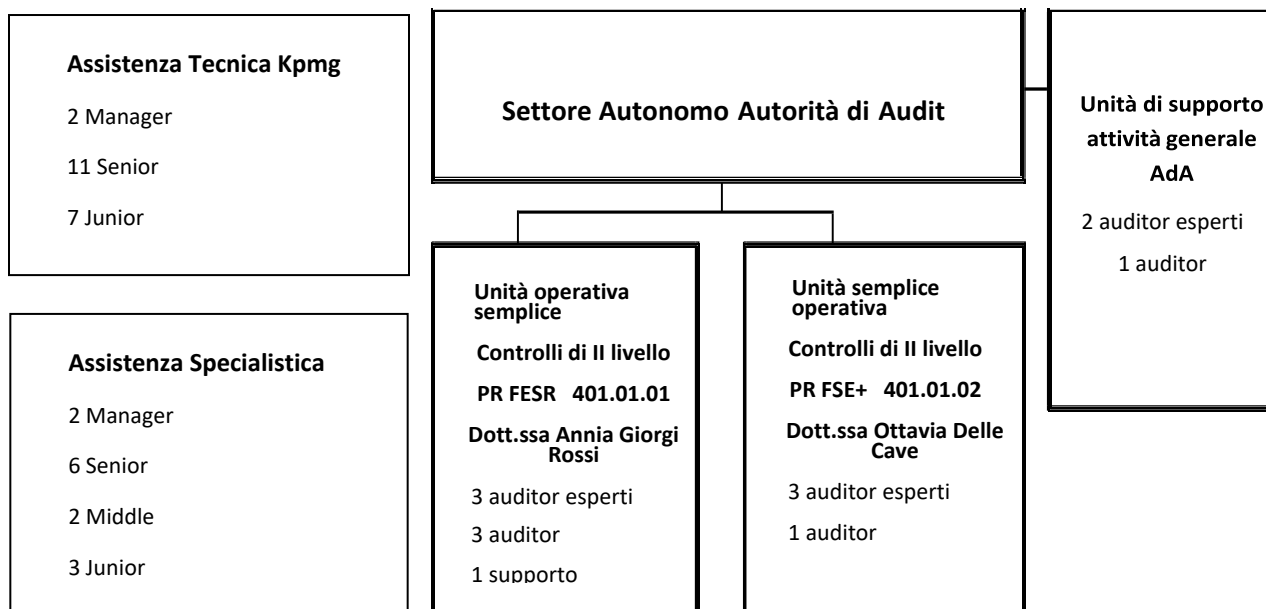 Assistenza Tecnica Kpmg
2 Manager
11 Senior
7 Junior
Assistenza Specialistica
2 Manager
6 Senior
2 Middle
3 Junior
Settore Autonomo Autorità di Audit
Unità operativa
semplice
Controlli di II livello
PR FESR 401.01.01
Dott.ssa Annia Giorgi
Rossi
3 auditor esperti
3 auditor
1 supporto
Unità semplice
operativa
Controlli di II livello
PR FSE+ 401.01.02
Dott.ssa Ottavia Delle
Cave
3 auditor esperti
1 auditor
Unità di supporto
attività generale
AdA
2 auditor esperti
1 auditor